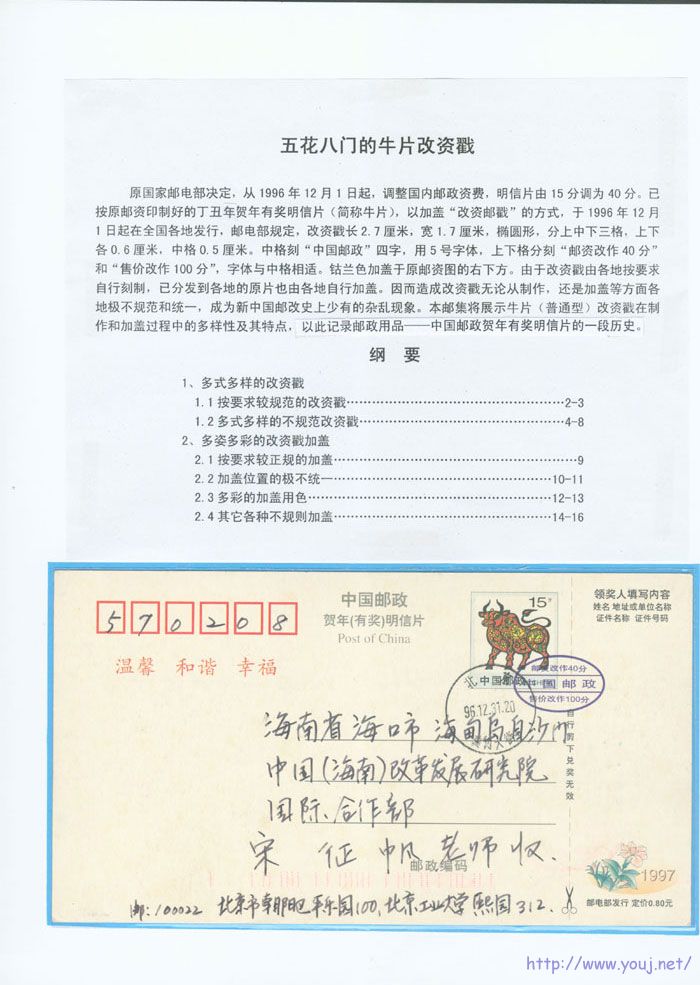 五花八门的牛片改资戳
原国家邮电部决定，从1996年12月1日起，调整国内邮政资费，明信片由15分调为40分。已
按原邮资印制好的丁丑年贺年有奖明信片（简称牛片），以加盖“改资邮戳”的方式，于1996年12月
1日起在全国各地发行，邮电部规定，改资戳长2.7厘米，宽1.7厘米，椭圆形，分上中下三格，上下
各0.6厘米，中格0.5厘米。中格刻“中国邮政”四字，用5号字体，上下格分刻“邮资改作40分”
和“售价改作100分”，字体与中格相适。钴兰色加盖于原邮资图的右下方。由于改资戳由各地按要求
自行刻制，已分发到各地的原片也由各地自行加盖。因而造成改资戳无论从制作，还是加盖等方面各
地极不规范和统一，成为新中国邮改史上少有的杂乱现象。本邮集将展示牛片（普通型）改资戳在制
作和加盖过程中的多样性及其特点，以此记录邮政用品——中国邮政贺年有奖明信片的一段历史。
纲 要
1、多式多样的改资戳
1.1按要求较规范的改资戳……………………………2-3
1.2多式多样的不规范改资戳…………………………4-8
2、多姿多彩的改资戳加盖
2.1按要求较正规的加盖………………………………9
2.2加盖位置的极不统一………………………………10-11
2.3多彩的加盖用色……………………………………12-13
2.4其它各种不规则加盖………………………………14-16
570208
中国邮政
贺年(有奖)明信片
Post of China
温馨 和谐 幸福
15分
中国邮政
邮资改作40分
国邮政
售价改作100分
北
96.12.31.20
领奖人填写内容
姓名 地址或单位名称
证件名称 证件号码
自行剪下兑奖无效
海南省海口市海甸岛白沙门
中国(海南)改革发展研究院
国际合作部
宋征帆老师收.
邮政编码
邮:100022 北京市朝阳区平乐园100,北京工业大学熙园312.
1997
邮电部发行 定价0.80元
http://www.youj.net/